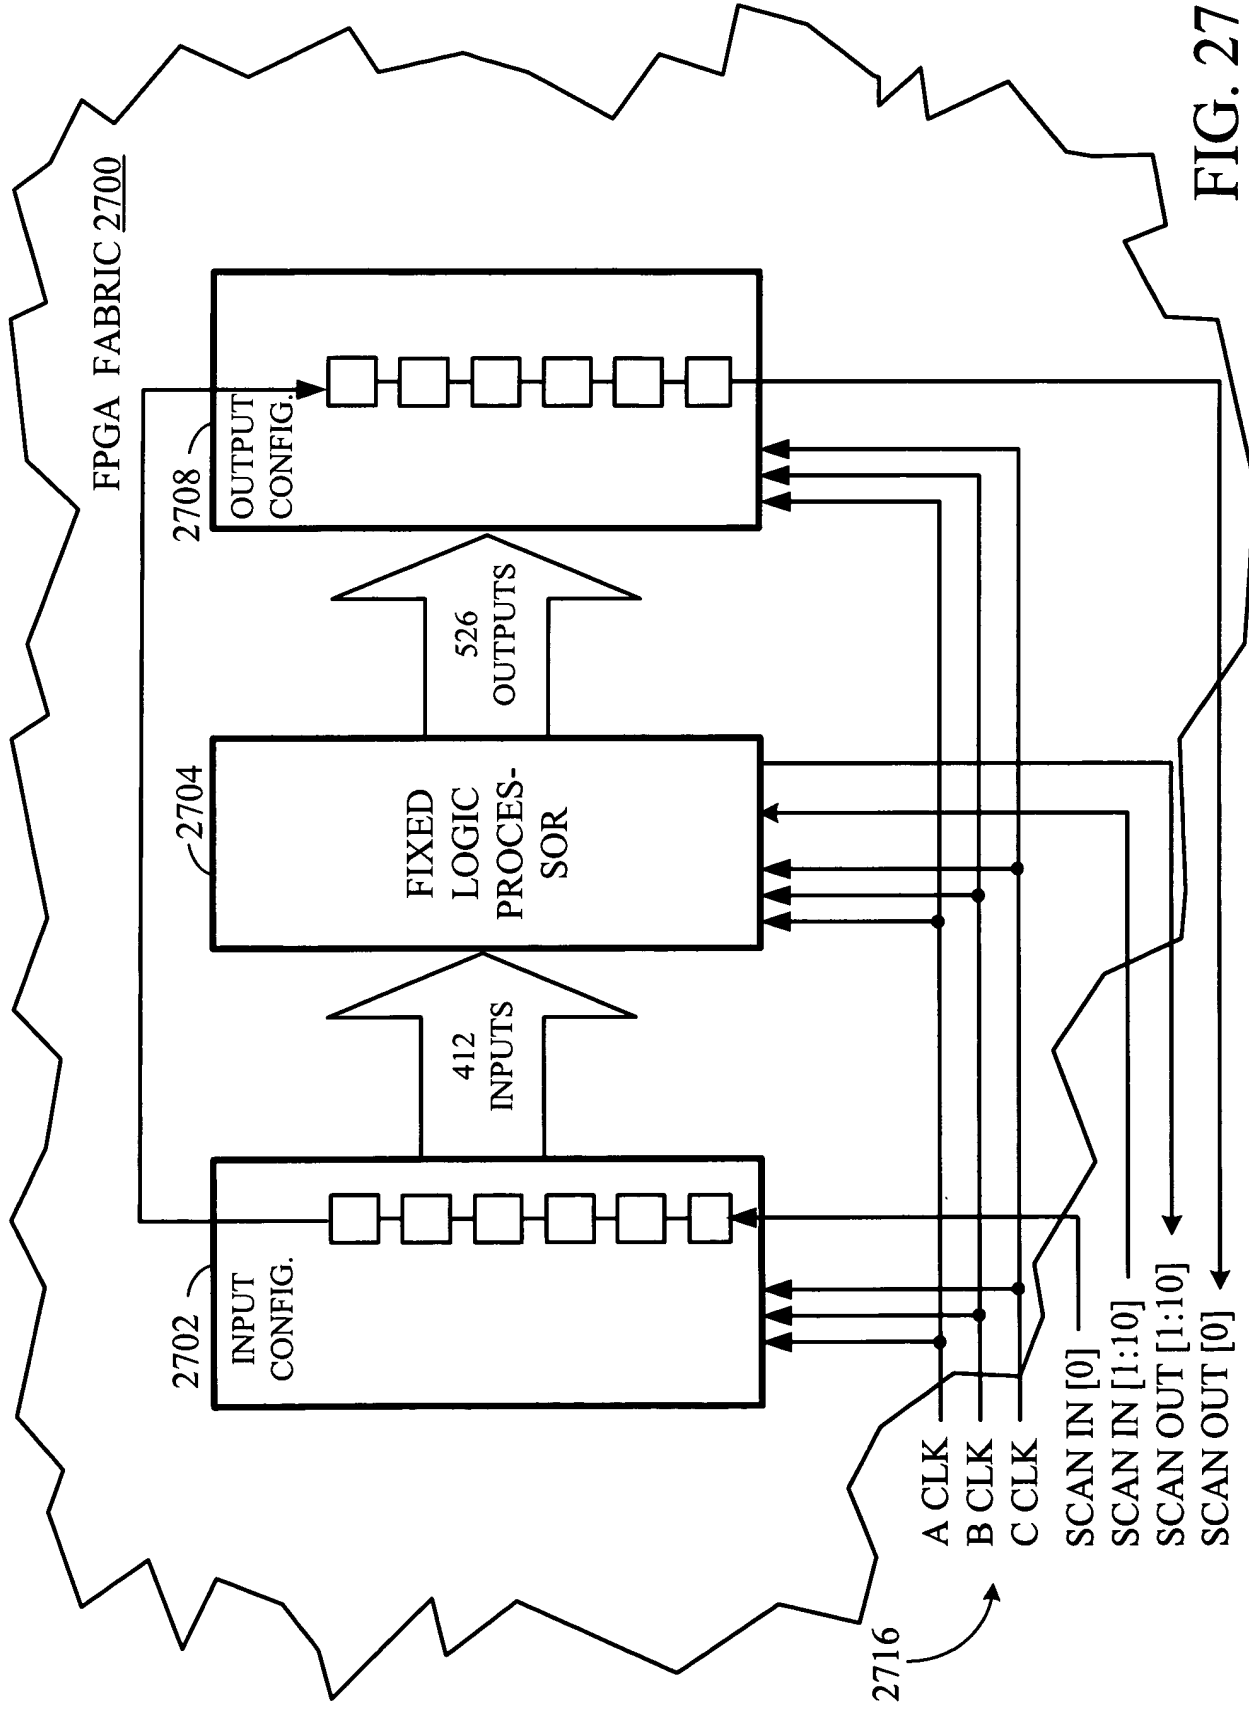 FPGA FABRIC 2700
2702
INPUT
CONFIG.
412
INPUTS
2704
FIXED
LOGIC
PROCES-
SOR
526
OUTPUTS
2708
OUTPUT
CONFIG.
2716
A CLK
B CLK
C CLK
SCAN IN [0]
SCAN IN [1:10]
SCAN OUT [1:10]
SCAN OUT [0]
FIG. 27